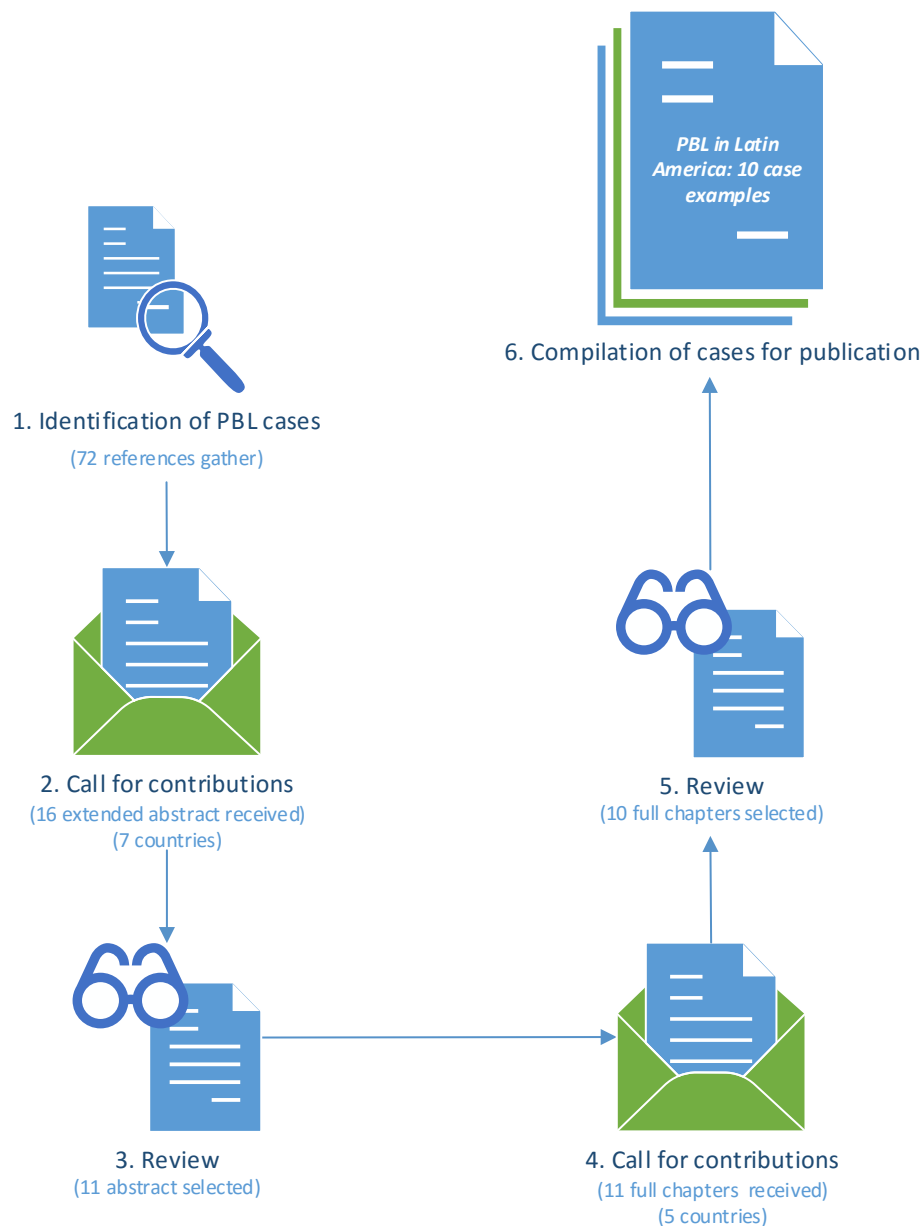 1. Identification of PBL cases
(72 references gather)
2. Call for contributions
(16 extended abstract received)
(7 countries)
3. Review
(11 abstract selected)
4. Call for contributions
(11 full chapters received)
(5 countries)
5. Review
(10 full chapters selected)
PBL in Latin
America: 10 case
examples
6. Compilation of cases for publication